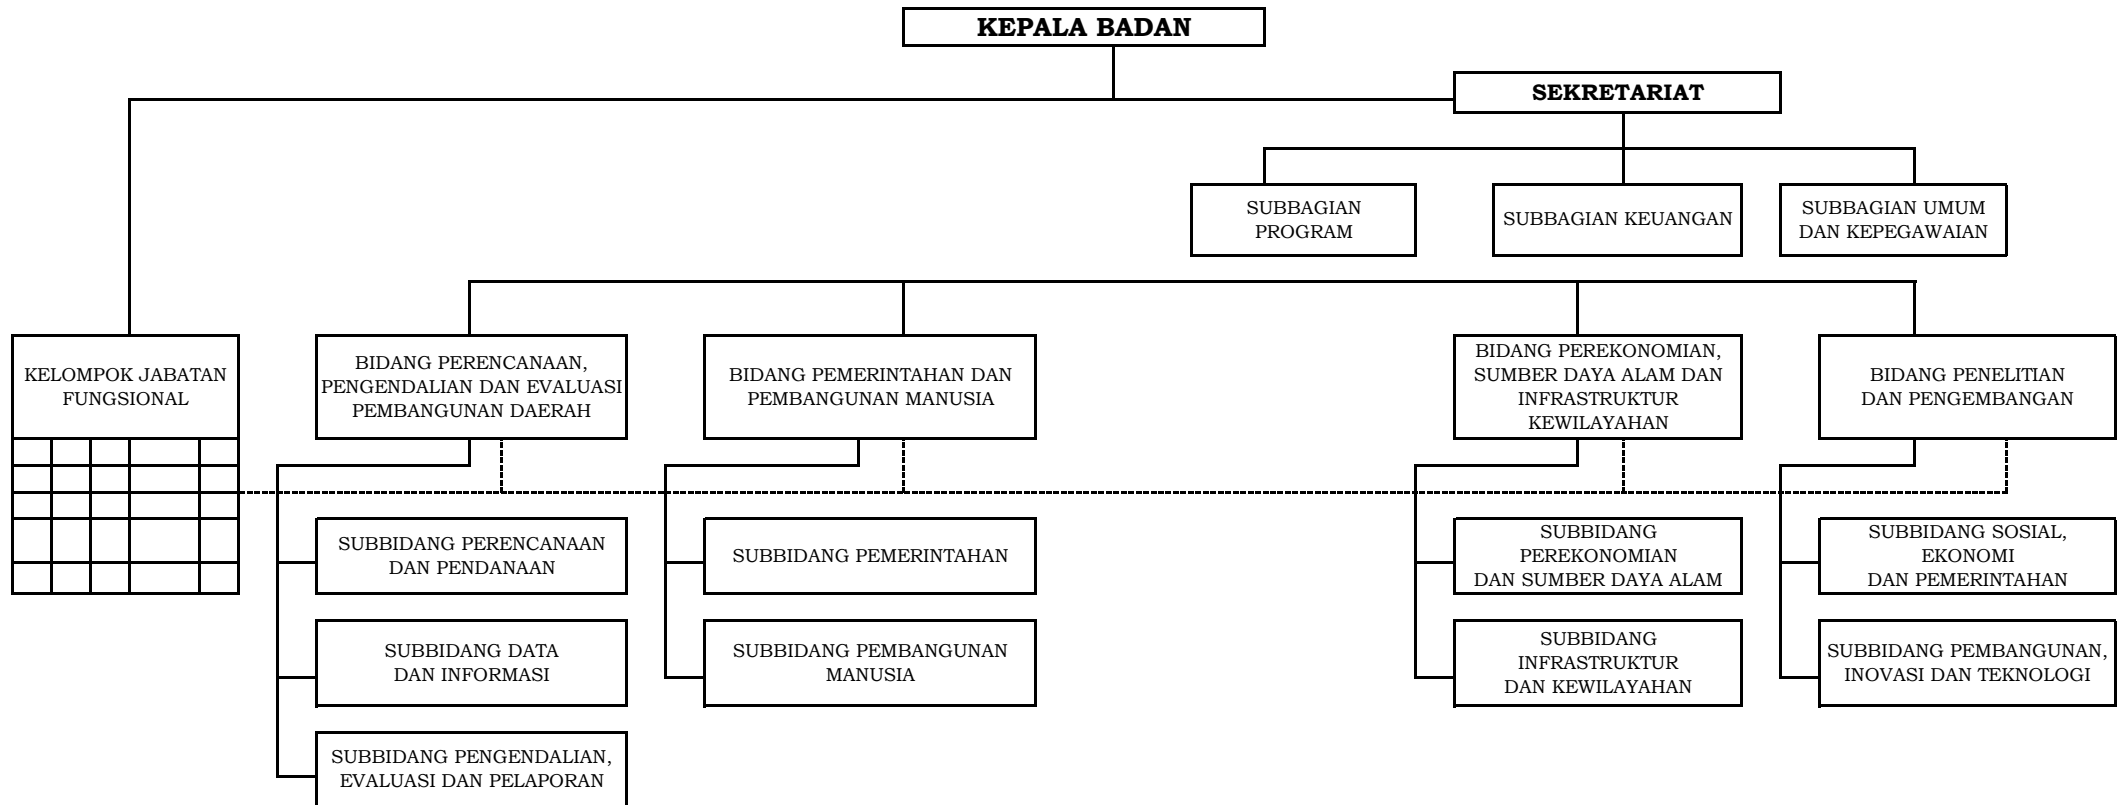 KEPALA BADAN
SEKRETARIAT
SUBBAGIAN
PROGRAM
SUBBAGIAN KEUANGAN
SUBBAGIAN UMUM
DAN KEPEGAWAIAN
KELOMPOK JABATAN
FUNGSIONAL
BIDANG PERENCANAAN,
PENGENDALIAN DAN EVALUASI
PEMBANGUNAN DAERAH
BIDANG PEMERINTAHAN DAN
PEMBANGUNAN MANUSIA
BIDANG PEREKONOMIAN,
SUMBER DAYA ALAM DAN
INFRASTRUKTUR
KEWILAYAHAN
BIDANG PENELITIAN
DAN PENGEMBANGAN
SUBBIDANG PERENCANAAN
DAN PENDANAAN
SUBBIDANG PEMERINTAHAN
SUBBIDANG
PEREKONOMIAN
DAN SUMBER DAYA ALAM
SUBBIDANG SOSIAL,
EKONOMI
DAN PEMERINTAHAN
SUBBIDANG DATA
DAN INFORMASI
SUBBIDANG PEMBANGUNAN
MANUSIA
SUBBIDANG
INFRASTRUKTUR
DAN KEWILAYAHAN
SUBBIDANG PEMBANGUNAN,
INOVASI DAN TEKNOLOGI
SUBBIDANG PENGENDALIAN,
EVALUASI DAN PELAPORAN